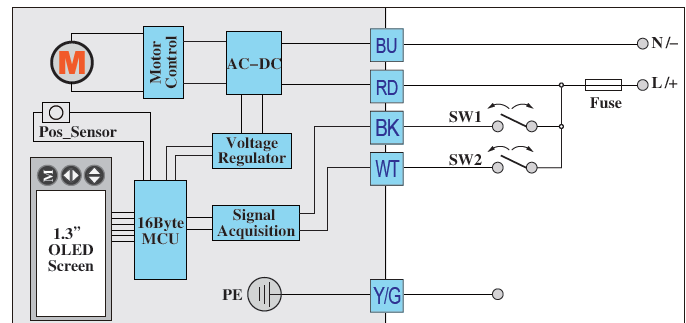 M
Motor
Control
AC-DC
BU
N/-
RD
L/+
Fuse
Pos_Sensor
BK
SW1
Voltage
Regulator
WT
SW2
M
1.3”
OLED
Screen
16Byte
MCU
Signal
Acquisition
PE
Y/G